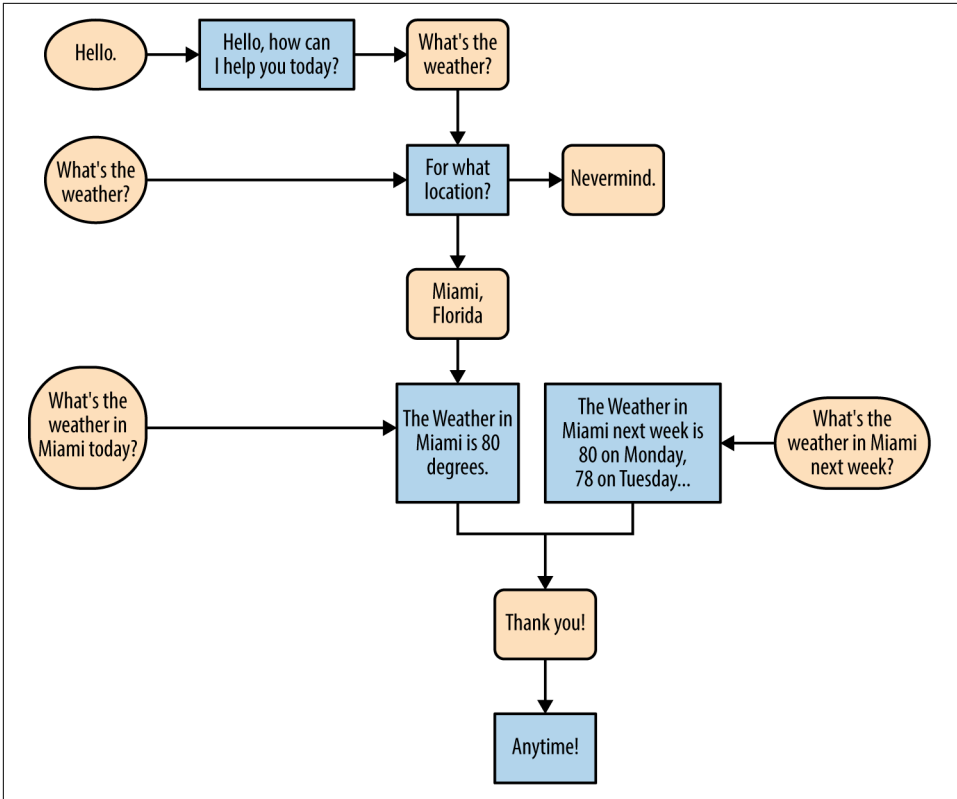 Hello.
Hello, how can
I help you today?
What's the
weather?
What's the
weather?
For what
location?
Nevermind.
Miami,
Florida
What's the
weather in
Miami today?
The Weather in
Miami is 80
degrees.
The Weather in
Miami next week is
80 on Monday,
78 on Tuesday...
What's the
weather in Miami
next week?
Thank you!
Anytime!